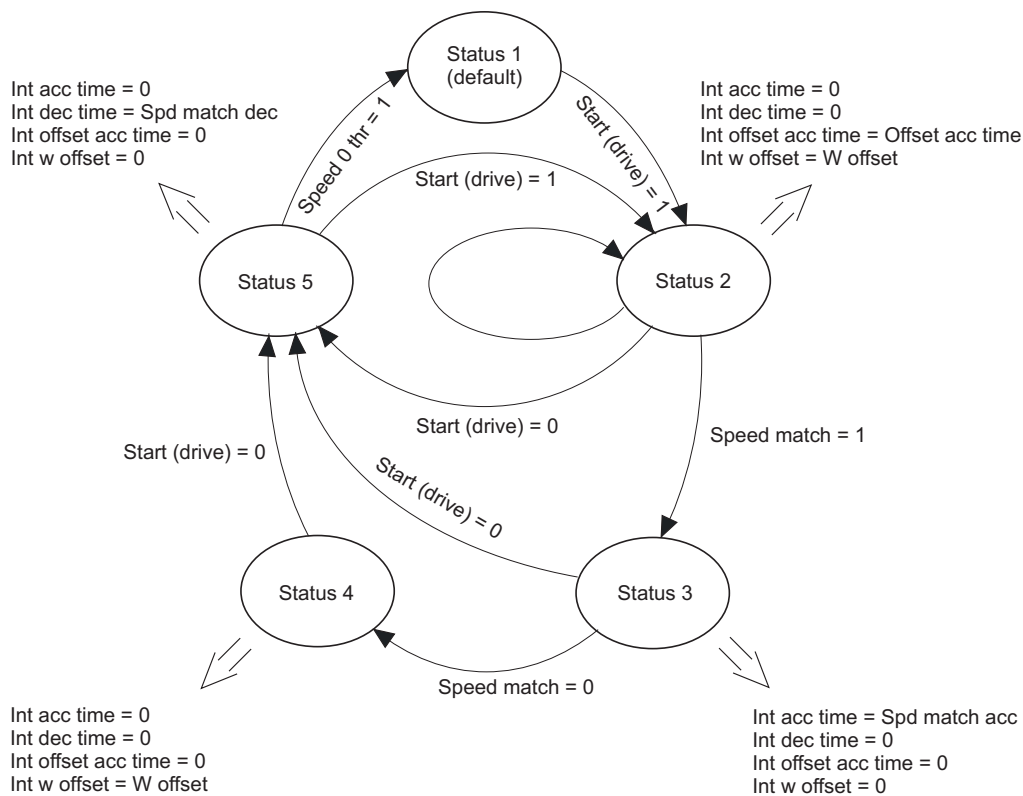 Status 1
(default)
Int acc time = 0
Int dec time = Spd match dec
Int offset acc time = 0
Int w offset = 0
Int acc time = 0
Int dec time = 0
Int offset acc time = Offset acc time
Int w offset = W offset
Speed 0 thr = 1
Start (drive) = 1
Start (drive) = 1
Status 5
Status 2
Start (drive) = 0
Speed match = 1
Start (drive) = 0
Start (drive) = 0
Status 4
Status 3
Speed match = 0
Int acc time = 0
Int dec time = 0
Int offset acc time = 0
Int w offset = W offset
Int acc time = Spd match acc
Int dec time = 0
Int offset acc time = 0
Int w offset = 0